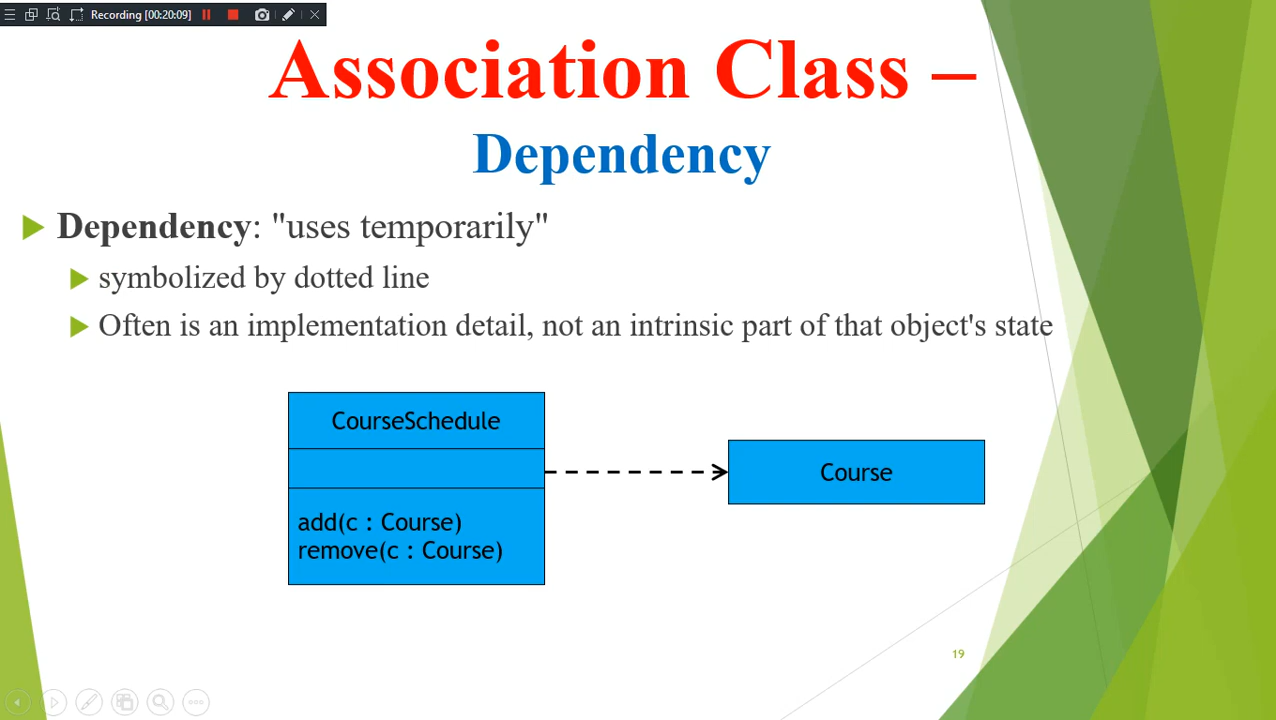 Recording [00:20:09]
Association Class –
Dependency
Dependency: "uses temporarily"
symbolized by dotted line
Often is an implementation detail, not an intrinsic part of that object's state
CourseSchedule
add(c : Course)
remove(c : Course)
Course
19